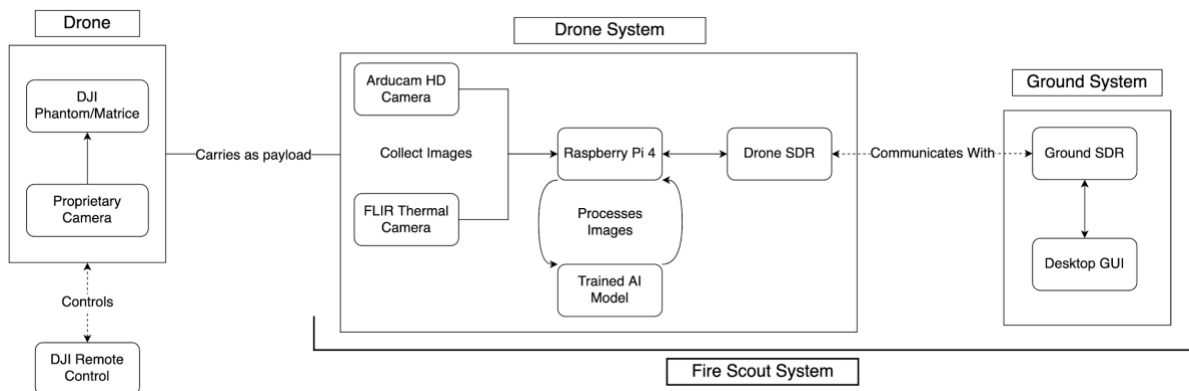 Drone
DJI
Phantom/Matrice
Proprietary
Camera
Controls
DJI Remote
Control
Carries as payload
Drone System
Arducam HD
Camera
Collect Images
FLIR Thermal
Camera
Raspberry Pi 4
Processes
Images
Trained AI
Model
Drone SDR
Communicates With
Ground System
Ground SDR
Desktop GUI
Fire Scout System